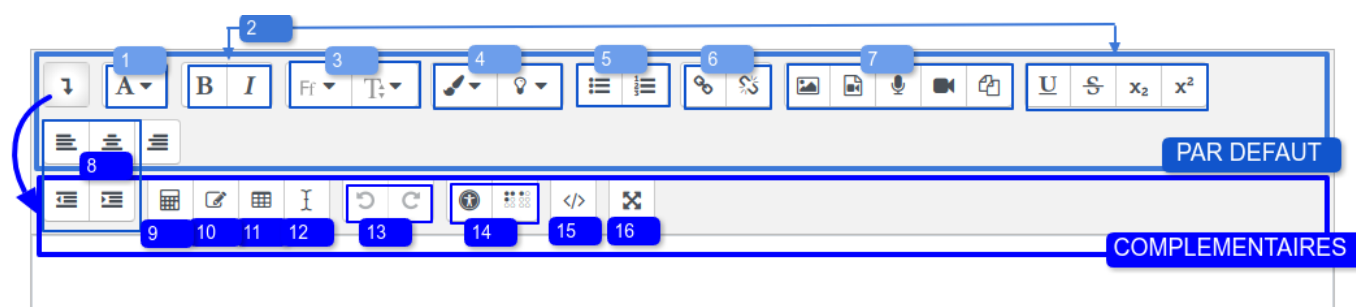 2
1 3 4 5 6 7
A B I Ff T U S x₂ x²
8
PAR DEFAUT
</>
9 10 11 12 13 14 15 16
COMPLEMENTAIRES